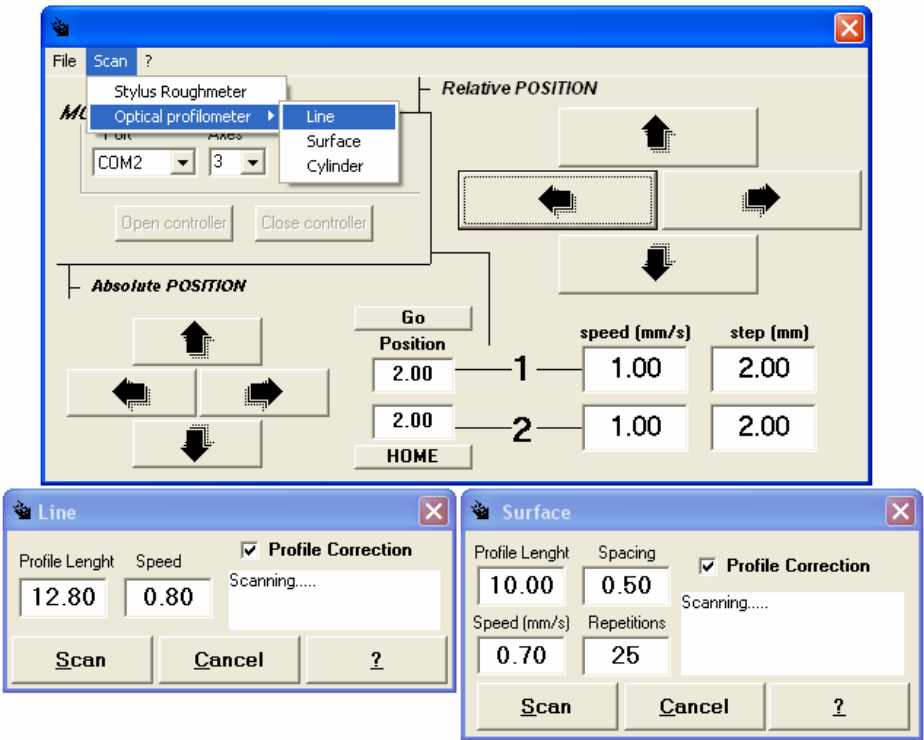 File Scan ?
Stylus Roughmeter
Optical profilometer
Line
Surface
Cylinder
Relative POSITION
Port Axes
COM2 3
Open controller Close controller
Absolute POSITION
Go
Position
speed (mm/s) step (mm)
2.00 1 1.00 2.00
2.00 2 1.00 2.00
HOME
Line
Profile Lenght Speed
Profile Correction
12.80 0.80
Scanning.....
Scan Cancel ?
Surface
Profile Lenght Spacing
Profile Correction
10.00 0.50
Scanning.....
Speed (mm/s) Repetitions
0.70 25
Scan Cancel ?